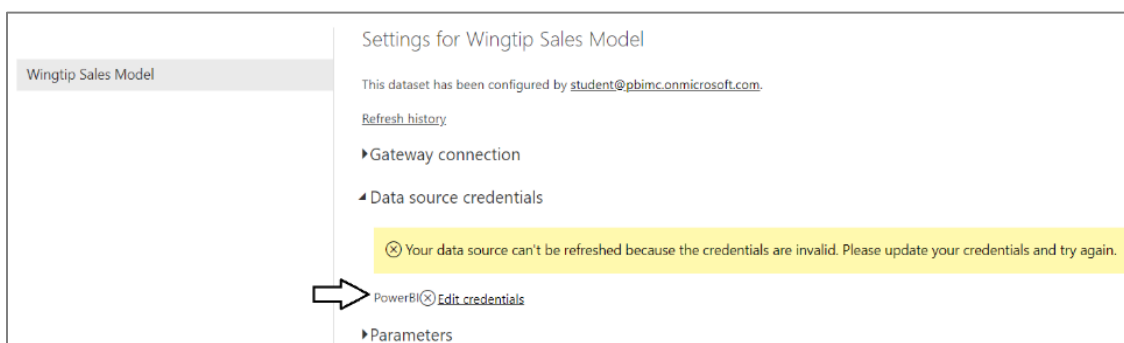 Settings for Wingtip Sales Model
Wingtip Sales Model
This dataset has been configured by student@pbimc.onmicrosoft.com.
Refresh history
Gateway connection
Data source credentials
Your data source can't be refreshed because the credentials are invalid. Please update your credentials and try again.
PowerBI Edit credentials
Parameters